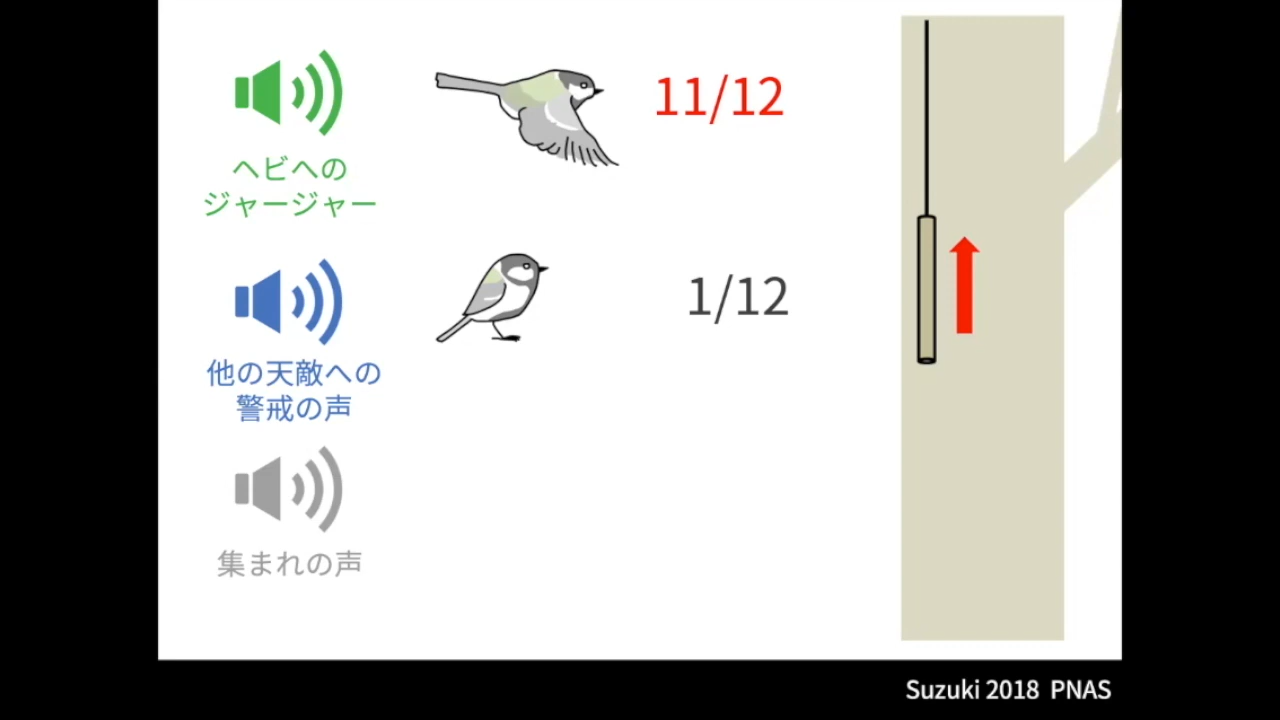 ヘビへの
ジャージャー
11/12
他の天敵への
警戒の声
1/12
集まれの声
Suzuki 2018 PNAS